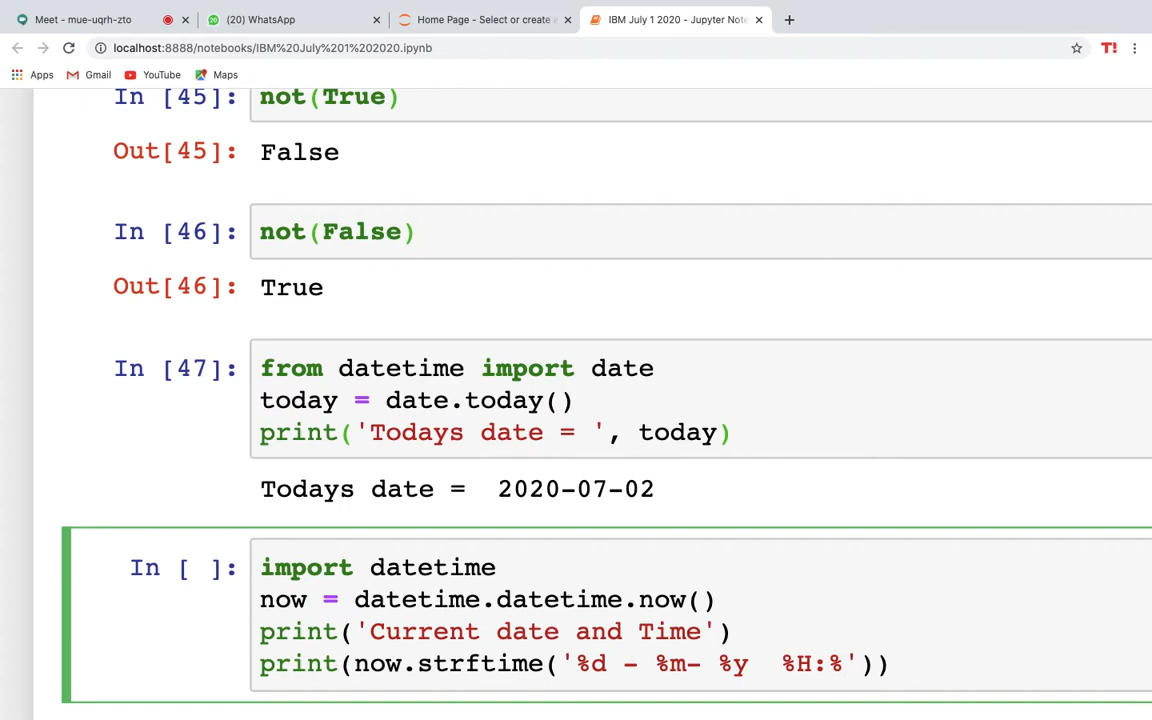 Meet - mue-uqrh-zto
(20) WhatsApp
Home Page - Select or create
IBM July 1 2020 - Jupyter Note
localhost:8888/notebooks/IBM%20July%201%202020.ipynb
T!
Apps
Gmail
YouTube
Maps
In [45]: not(True)
Out[45]: False
In [46]: not(False)
Out[46]: True
In [47]: from datetime import date
today = date.today()
print('Todays date = ', today)
Todays date =  2020-07-02
In [ ]: import datetime
now = datetime.datetime.now()
print('Current date and Time')
print(now.strftime('%d - %m- %y  %H:%'))